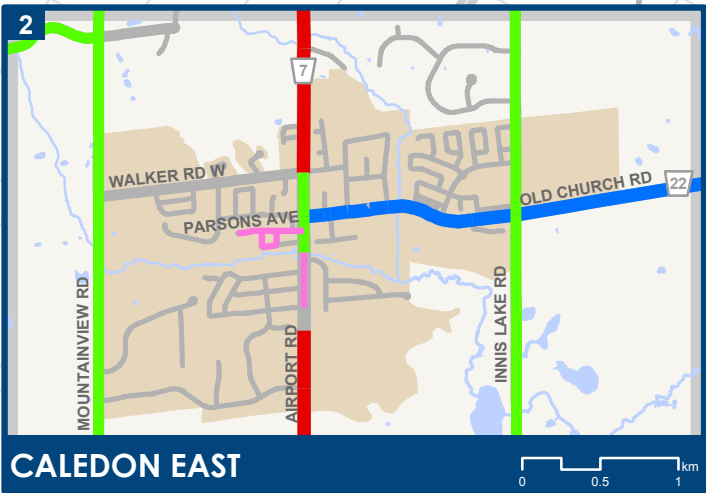 2
7
WALKER RD W
OLD CHURCH RD
22
PARSONS AVE
MOUNTAINVIEW RD
AIRPORT RD
INNIS LAKE RD
CALEDON EAST
km
0 0.5 1